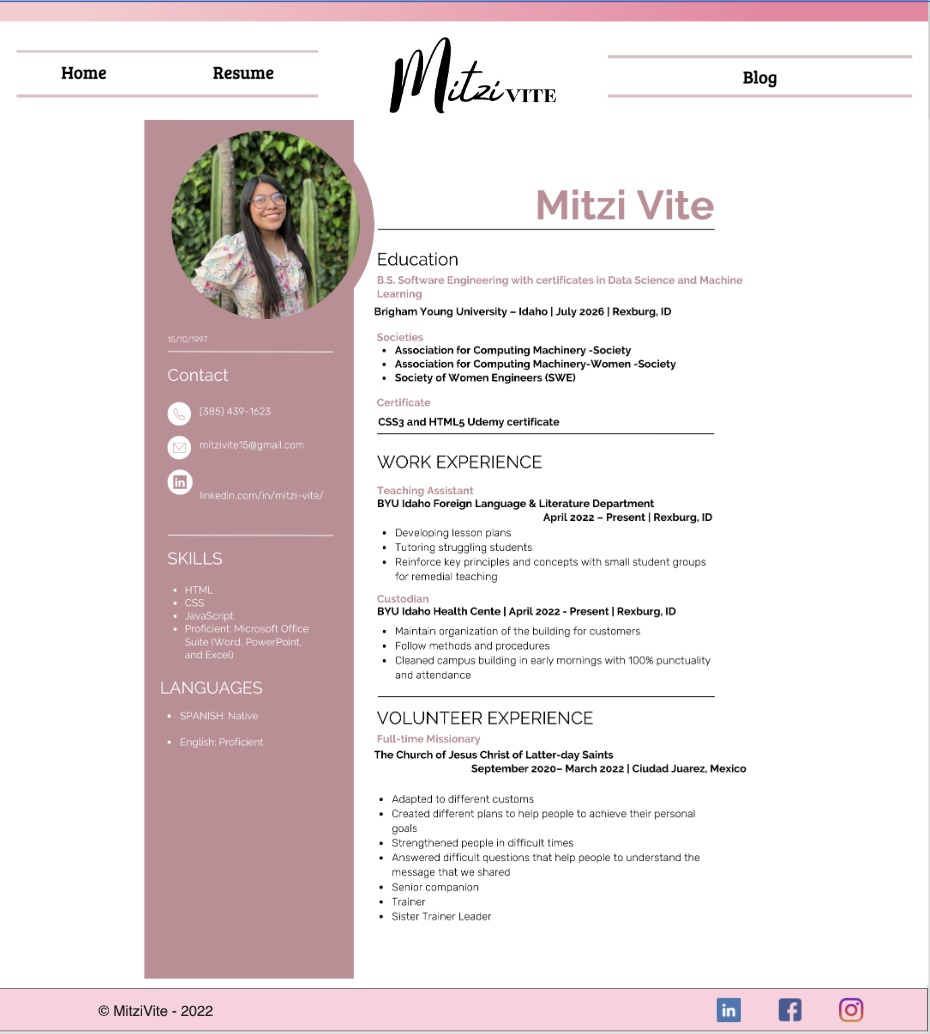 Home
Resume
Mitzi VITE
Blog
Mitzi Vite
15/10/1997
Contact
(385) 439-1623
mitzivite15@gmail.com
linkedin.com/in/mitzi-vite/
SKILLS
HTML
CSS
JavaScript
Proficient: Microsoft Office
Suite (Word, PowerPoint,
and Excel)
LANGUAGES
SPANISH: Native
English: Proficient
Education
B.S. Software Engineering with certificates in Data Science and Machine
Learning
Brigham Young University – Idaho | July 2026 | Rexburg, ID
Societies
Association for Computing Machinery -Society
Association for Computing Machinery-Women -Society
Society of Women Engineers (SWE)
Certificate
CSS3 and HTML5 Udemy certificate
WORK EXPERIENCE
Teaching Assistant
BYU Idaho Foreign Language & Literature Department
April 2022 – Present | Rexburg, ID
Developing lesson plans
Tutoring struggling students
Reinforce key principles and concepts with small student groups
for remedial teaching
Custodian
BYU Idaho Health Cente | April 2022 - Present | Rexburg, ID
Maintain organization of the building for customers
Follow methods and procedures
Cleaned campus building in early mornings with 100% punctuality
and attendance
VOLUNTEER EXPERIENCE
Full-time Missionary
The Church of Jesus Christ of Latter-day Saints
September 2020– March 2022 | Ciudad Juarez, Mexico
Adapted to different customs
Created different plans to help people to achieve their personal
goals
Strengthened people in difficult times
Answered difficult questions that help people to understand the
message that we shared
Senior companion
Trainer
Sister Trainer Leader
© MitziVite - 2022